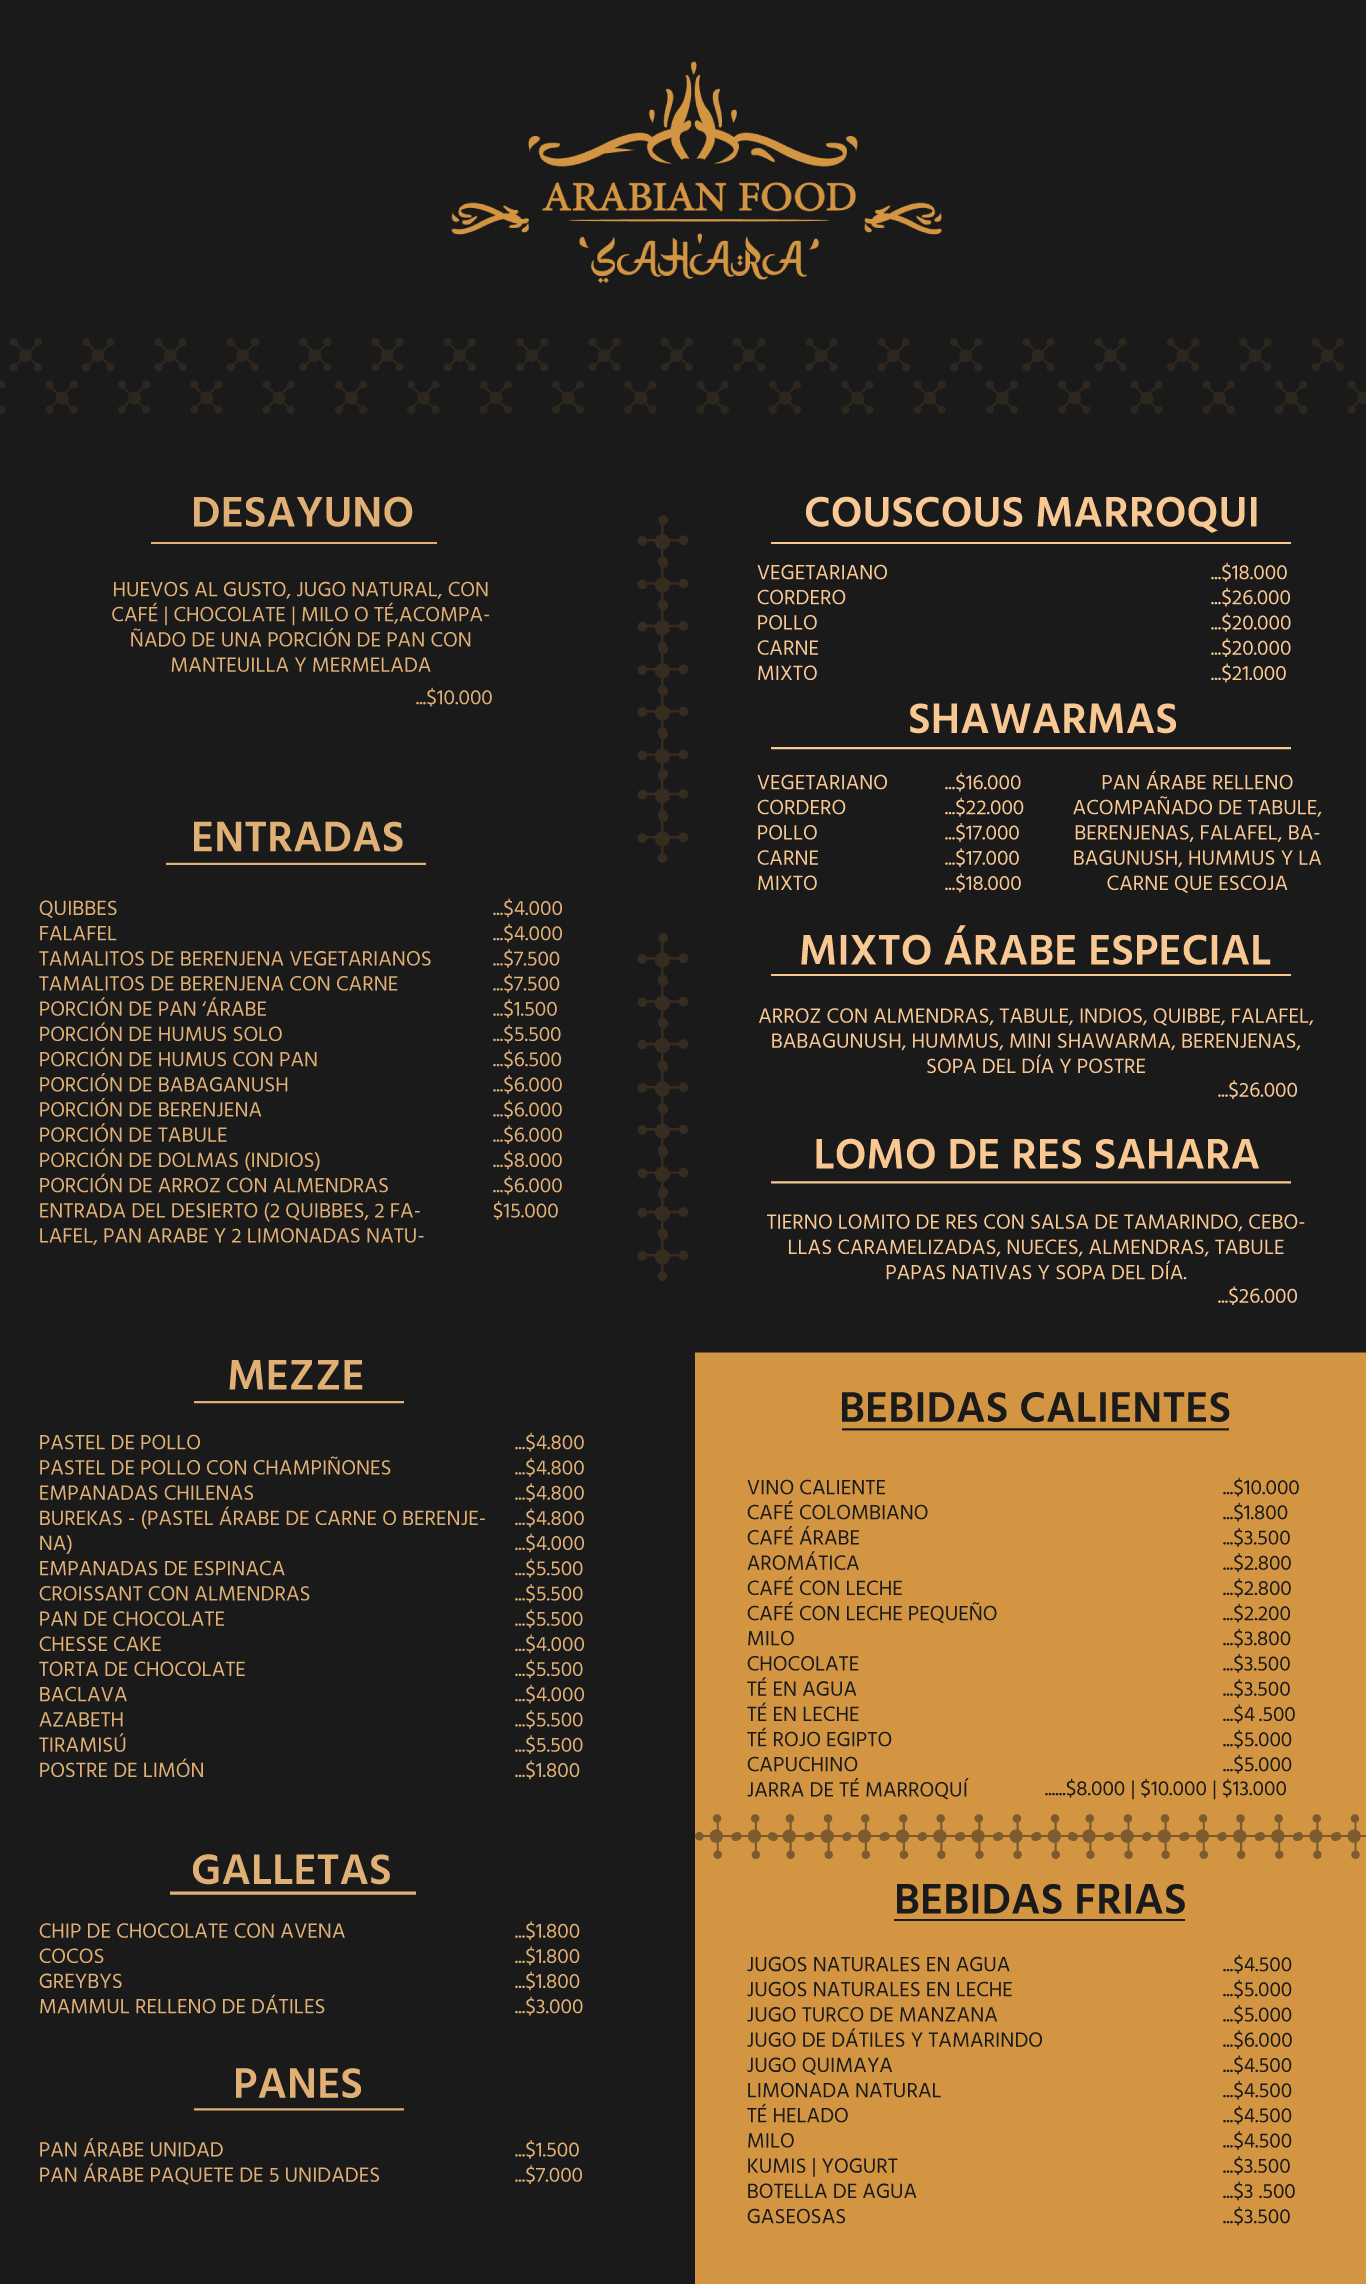 ARABIAN FOOD
SAHARA
DESAYUNO
HUEVOS AL GUSTO, JUGO NATURAL, CON
CAFÉ | CHOCOLATE | MILO O TÉ,ACOMPA-
ÑADO DE UNA PORCIÓN DE PAN CON
MANTEUILLA Y MERMELADA
...$10.000
ENTRADAS
QUIBBES ...$4.000
FALAFEL ...$4.000
TAMALITOS DE BERENJENA VEGETARIANOS ...$7.500
TAMALITOS DE BERENJENA CON CARNE ...$7.500
PORCIÓN DE PAN ‘ÁRABE ...$1.500
PORCIÓN DE HUMUS SOLO ...$5.500
PORCIÓN DE HUMUS CON PAN ...$6.500
PORCIÓN DE BABAGANUSH ...$6.000
PORCIÓN DE BERENJENA ...$6.000
PORCIÓN DE TABULE ...$6.000
PORCIÓN DE DOLMAS (INDIOS) ...$8.000
PORCIÓN DE ARROZ CON ALMENDRAS ...$6.000
ENTRADA DEL DESIERTO (2 QUIBBES, 2 FA- $15.000
LAFEL, PAN ARABE Y 2 LIMONADAS NATU-
MEZZE
PASTEL DE POLLO ...$4.800
PASTEL DE POLLO CON CHAMPIÑONES ...$4.800
EMPANADAS CHILENAS ...$4.800
BUREKAS - (PASTEL ÁRABE DE CARNE O BERENJE- ...$4.800
NA) ...$4.000
EMPANADAS DE ESPINACA ...$5.500
CROISSANT CON ALMENDRAS ...$5.500
PAN DE CHOCOLATE ...$5.500
CHESSE CAKE ...$4.000
TORTA DE CHOCOLATE ...$5.500
BACLAVA ...$4.000
AZABETH ...$5.500
TIRAMISÚ ...$5.500
POSTRE DE LIMÓN ...$1.800
GALLETAS
CHIP DE CHOCOLATE CON AVENA ...$1.800
COCOS ...$1.800
GREYBYS ...$1.800
MAMMUL RELLENO DE DÁTILES ...$3.000
PANES
PAN ÁRABE UNIDAD ...$1.500
PAN ÁRABE PAQUETE DE 5 UNIDADES ...$7.000
COUSCOUS MARROQUI
VEGETARIANO ...$18.000
CORDERO ...$26.000
POLLO ...$20.000
CARNE ...$20.000
MIXTO ...$21.000
SHAWARMAS
VEGETARIANO ...$16.000
CORDERO ...$22.000
POLLO ...$17.000
CARNE ...$17.000
MIXTO ...$18.000
PAN ÁRABE RELLENO
ACOMPAÑADO DE TABULE,
BERENJENAS, FALAFEL, BA-
BAGUNUSH, HUMMUS Y LA
CARNE QUE ESCOJA
MIXTO ÁRABE ESPECIAL
ARROZ CON ALMENDRAS, TABULE, INDIOS, QUIBBE, FALAFEL,
BABAGUNUSH, HUMMUS, MINI SHAWARMA, BERENJENAS,
SOPA DEL DÍA Y POSTRE
...$26.000
LOMO DE RES SAHARA
TIERNO LOMITO DE RES CON SALSA DE TAMARINDO, CEBO-
LLAS CARAMELIZADAS, NUECES, ALMENDRAS, TABULE
PAPAS NATIVAS Y SOPA DEL DÍA.
...$26.000
BEBIDAS CALIENTES
VINO CALIENTE ...$10.000
CAFÉ COLOMBIANO ...$1.800
CAFÉ ÁRABE ...$3.500
AROMÁTICA ...$2.800
CAFÉ CON LECHE ...$2.800
CAFÉ CON LECHE PEQUEÑO ...$2.200
MILO ...$3.800
CHOCOLATE ...$3.500
TÉ EN AGUA ...$3.500
TÉ EN LECHE ...$4 .500
TÉ ROJO EGIPTO ...$5.000
CAPUCHINO ...$5.000
JARRA DE TÉ MARROQUÍ ......$8.000 | $10.000 | $13.000
BEBIDAS FRIAS
JUGOS NATURALES EN AGUA ...$4.500
JUGOS NATURALES EN LECHE ...$5.000
JUGO TURCO DE MANZANA ...$5.000
JUGO DE DÁTILES Y TAMARINDO ...$6.000
JUGO QUIMAYA ...$4.500
LIMONADA NATURAL ...$4.500
TÉ HELADO ...$4.500
MILO ...$4.500
KUMIS | YOGURT ...$3.500
BOTELLA DE AGUA ...$3 .500
GASEOSAS ...$3.500